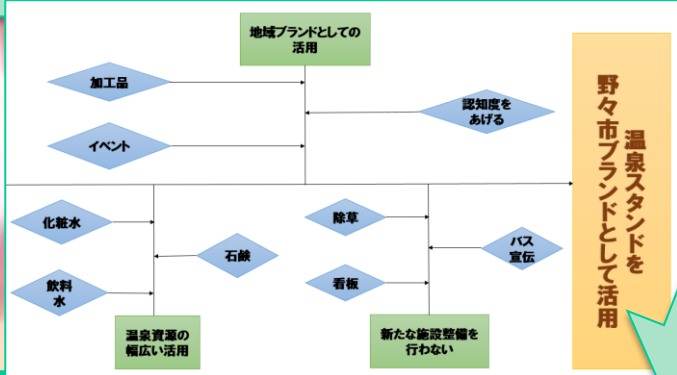 地域ブランドとしての
活用
加工品
認知度を
あげる
イベント
温泉スタンドを
野々市ブランドとして活用
化粧水
石鹸
飲料
水
除草
バス
宣伝
看板
温泉資源の
幅広い活用
新たな施設整備を
行わない